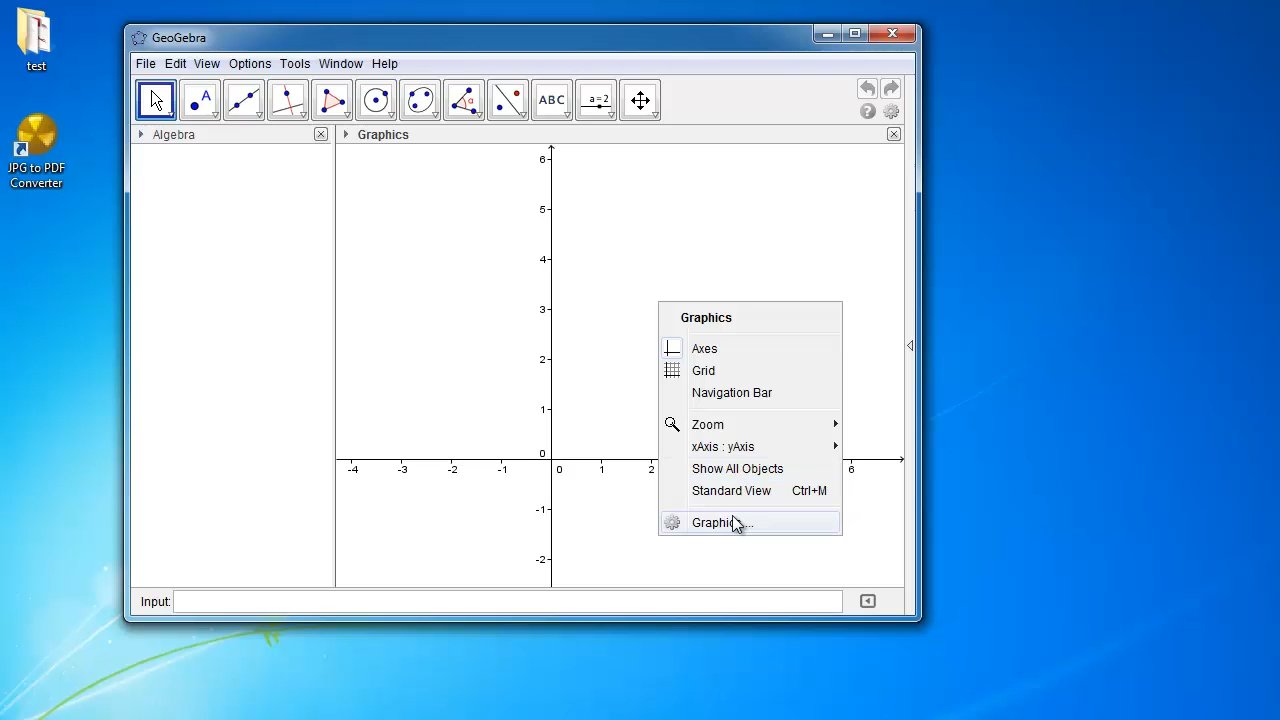 test
JPG to PDF
Converter
GeoGebra
File Edit View Options Tools Window Help
A
α
ABC
a = 2
?
Algebra
Graphics
6
5
4
3
2
1
0
-4 -3 -2 -1 0 1 2 6
-1
-2
Graphics
Axes
Grid
Navigation Bar
Zoom
xAxis : yAxis
Show All Objects
Standard View Ctrl+M
Input: